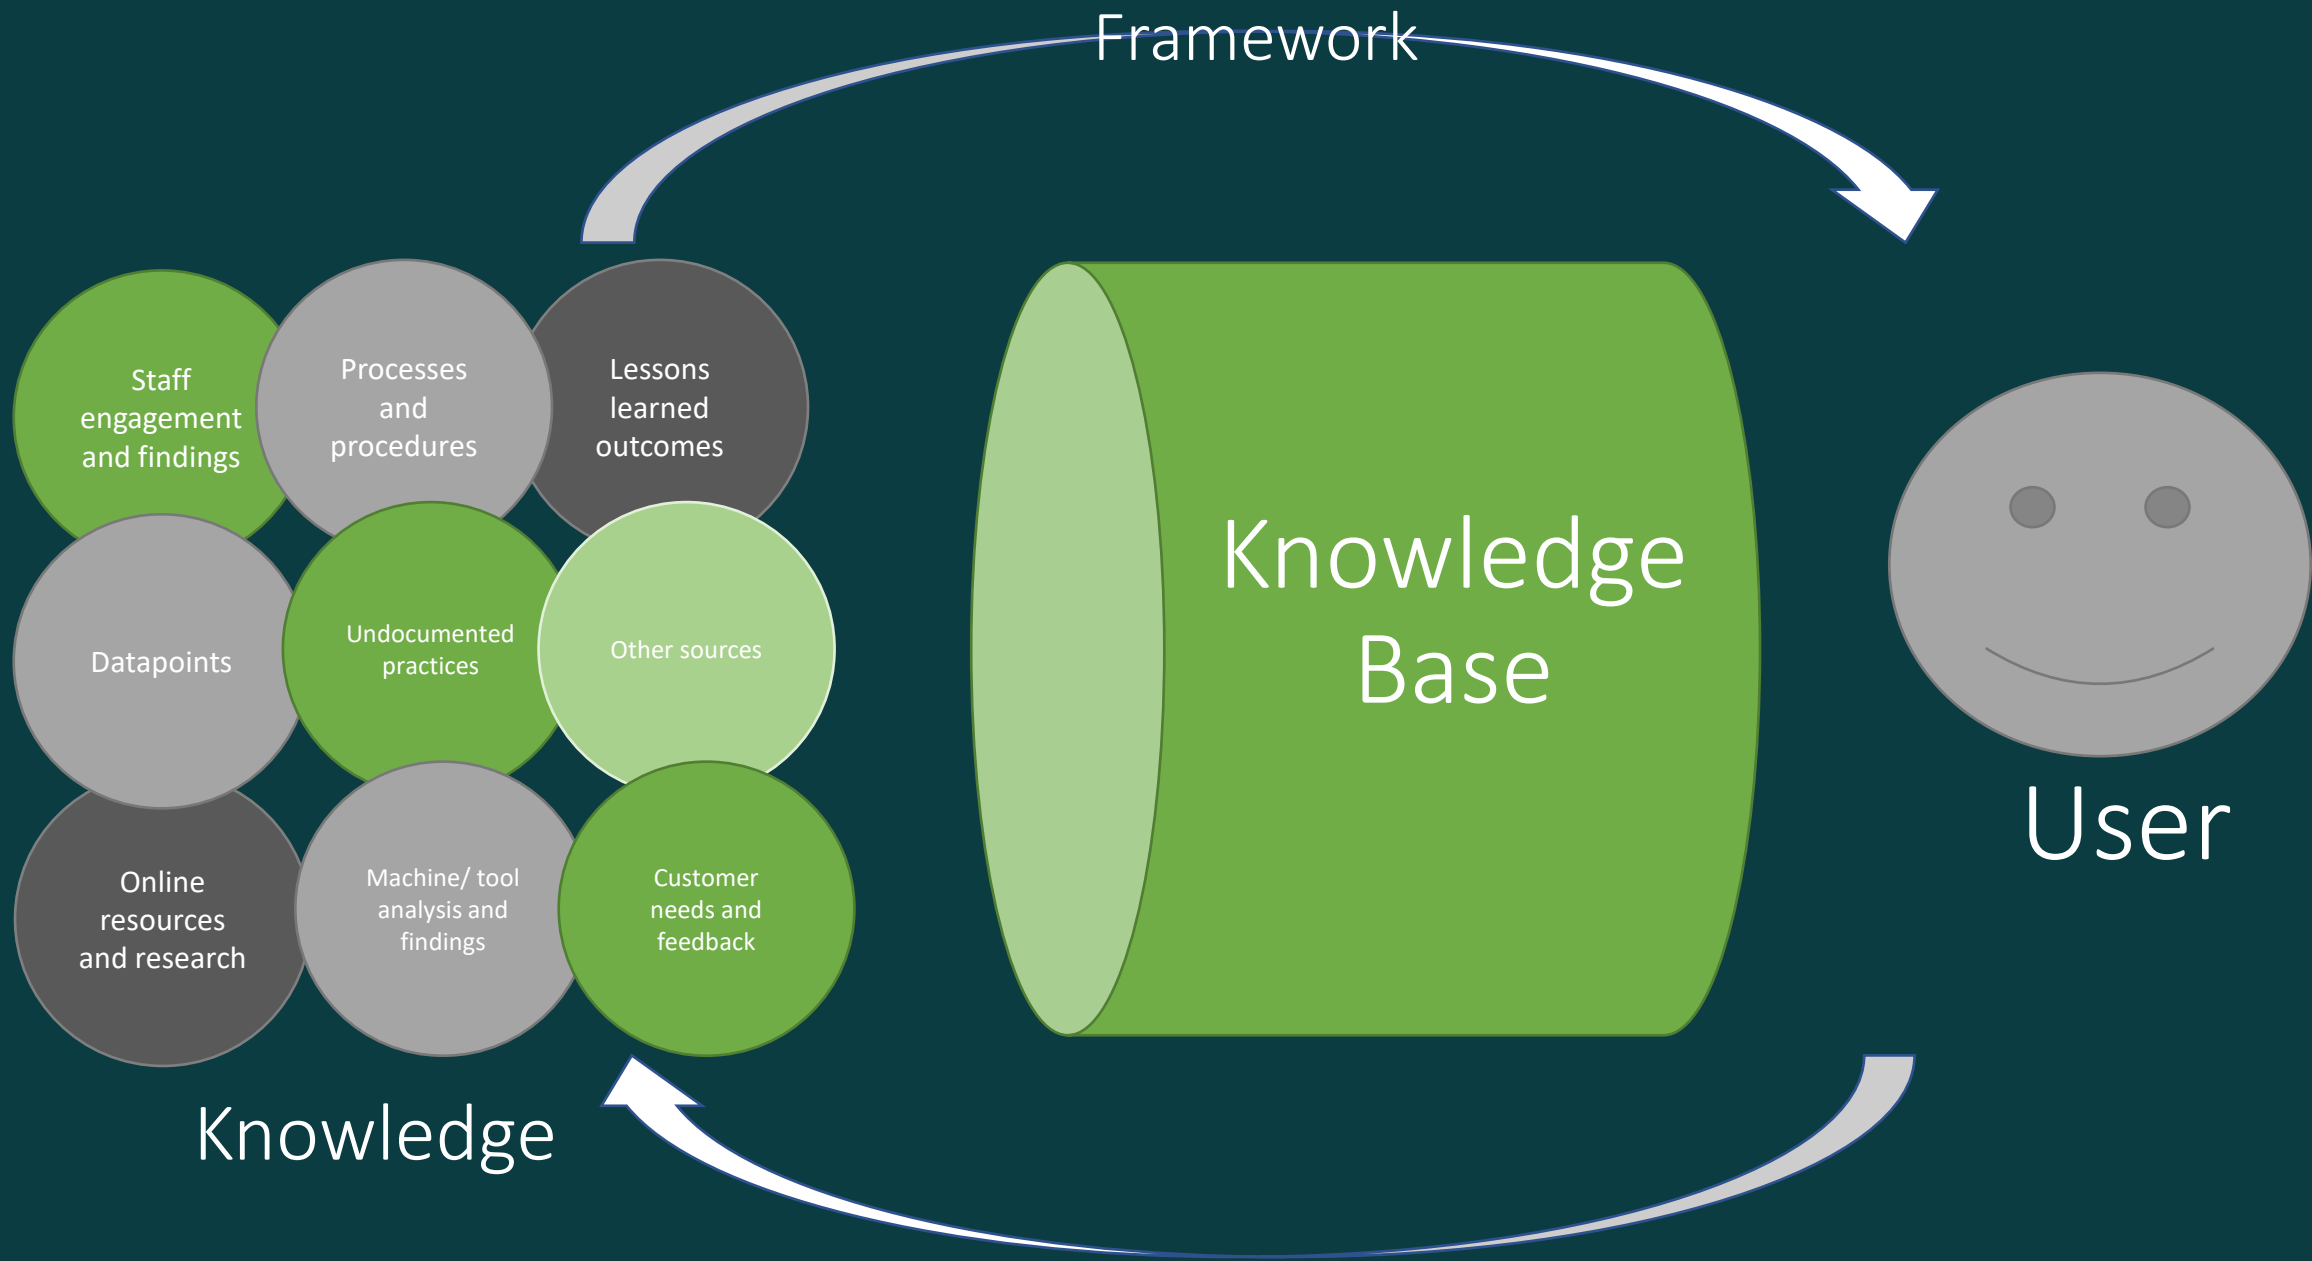 Framework
Staff
engagement
and findings
Processes
and
procedures
Lessons
learned
outcomes
Datapoints
Undocumented
practices
Other sources
Online
resources
and research
Machine/ tool
analysis and
findings
Customer
needs and
feedback
Knowledge
Knowledge
Base
User